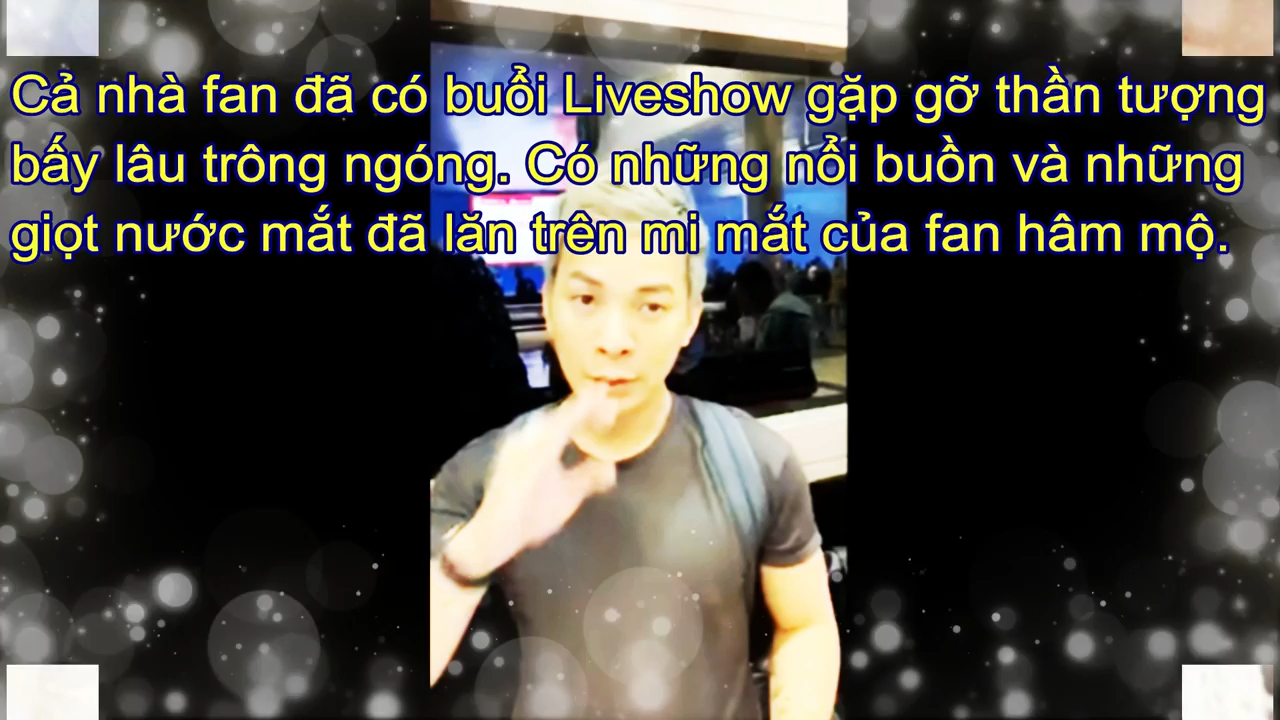 Cả nhà fan đã có buổi Liveshow gặp gỡ thần tượng
bấy lâu trông ngóng. Có những nổi buồn và những
giọt nước mắt đã lăn trên mi mắt của fan hâm mộ.